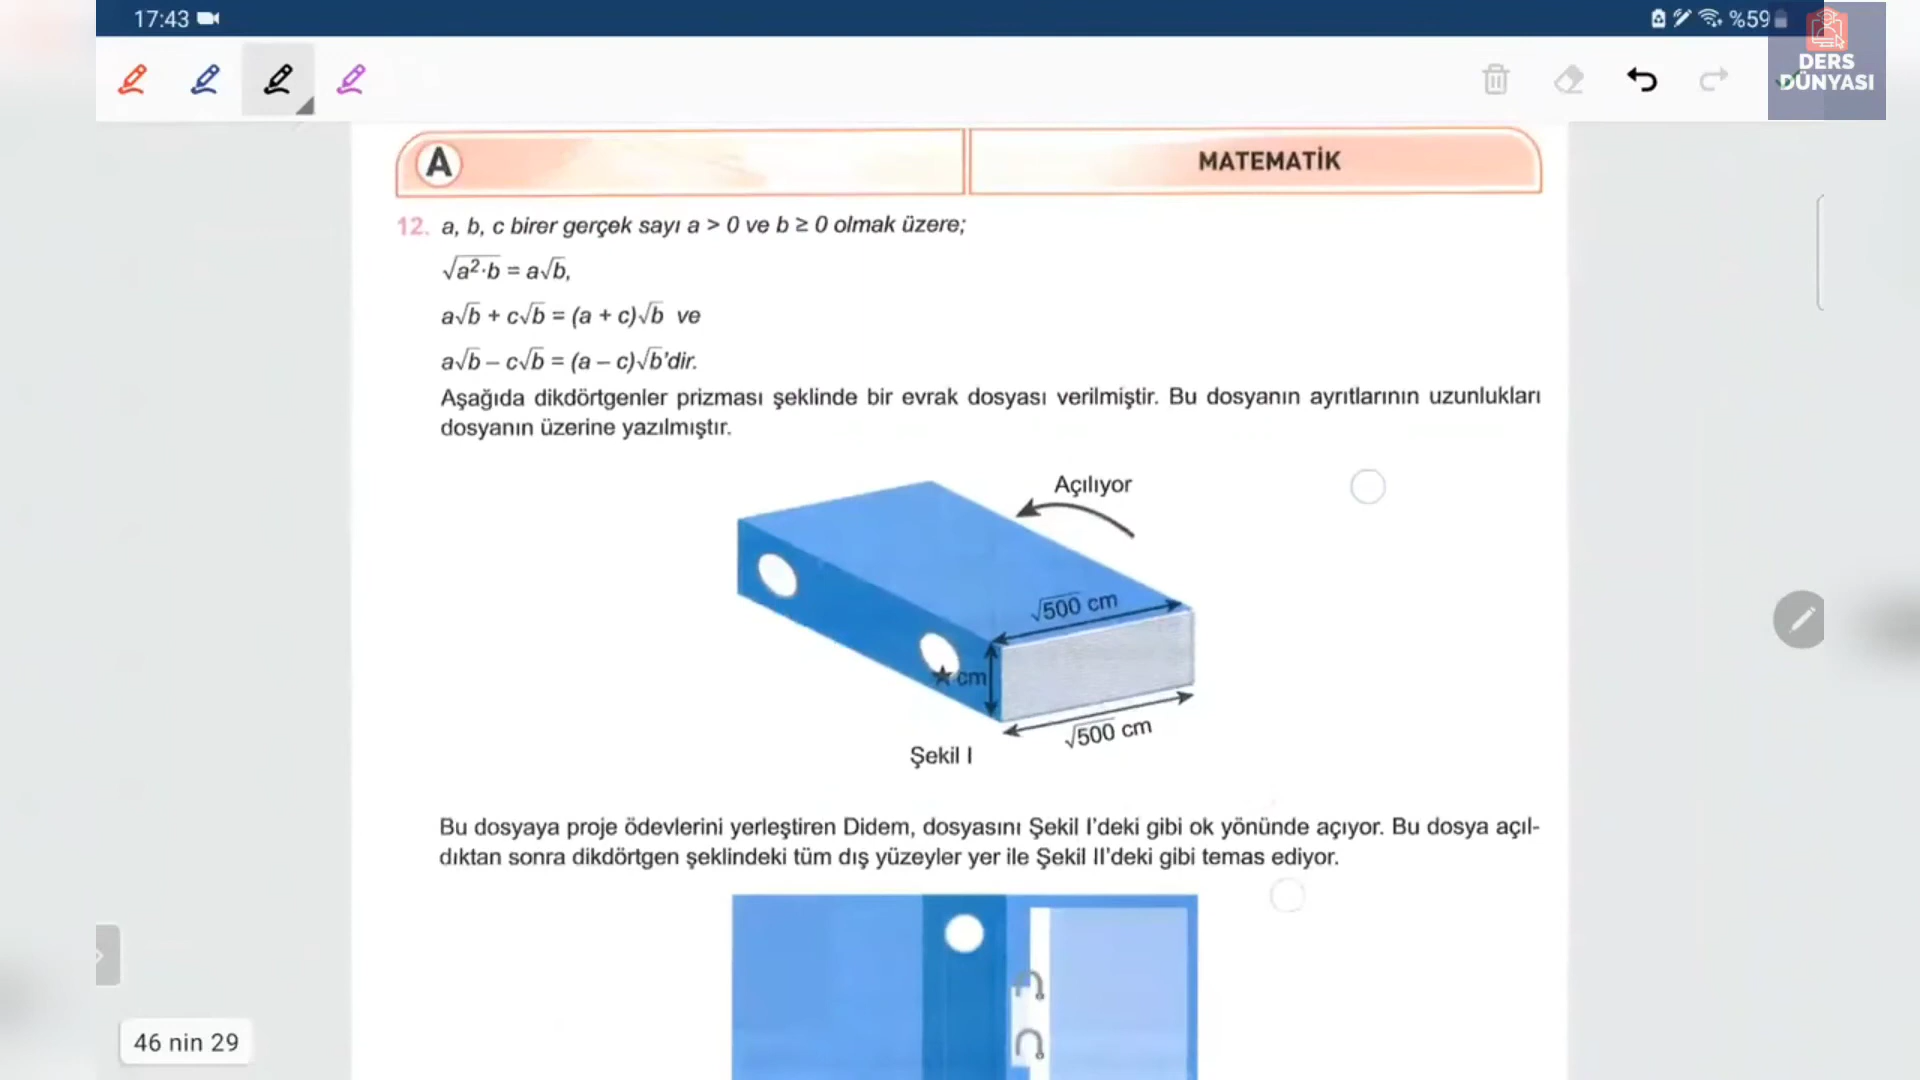 17:43
%59
DERS
DÜNYASI
A
MATEMATİK
12. a, b, c birer gerçek sayı a > 0 ve b ≥ 0 olmak üzere;
√a²·b = a√b,
a√b + c√b = (a + c)√b ve
a√b – c√b = (a – c)√b'dir.
Aşağıda dikdörtgenler prizması şeklinde bir evrak dosyası verilmiştir. Bu dosyanın ayrıtlarının uzunlukları
dosyanın üzerine yazılmıştır.
Açılıyor
√500 cm
★ cm
√500 cm
Şekil I
Bu dosyaya proje ödevlerini yerleştiren Didem, dosyasını Şekil I'deki gibi ok yönünde açıyor. Bu dosya açıl-
dıktan sonra dikdörtgen şeklindeki tüm dış yüzeyler yer ile Şekil II'deki gibi temas ediyor.
46 nin 29